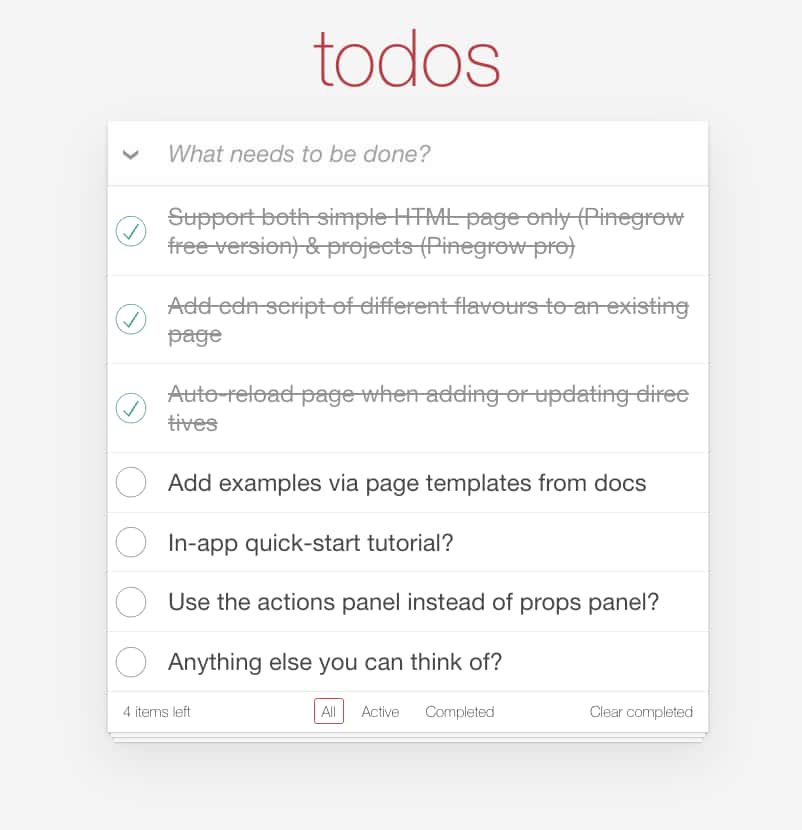 todos
What needs to be done?
Support both simple HTML page only (Pinegrow
free version) & projects (Pinegrow pro)
Add cdn script of different flavours to an existing
page
Auto-reload page when adding or updating direc
tives
Add examples via page templates from docs
In-app quick-start tutorial?
Use the actions panel instead of props panel?
Anything else you can think of?
4 items left All Active Completed Clear completed